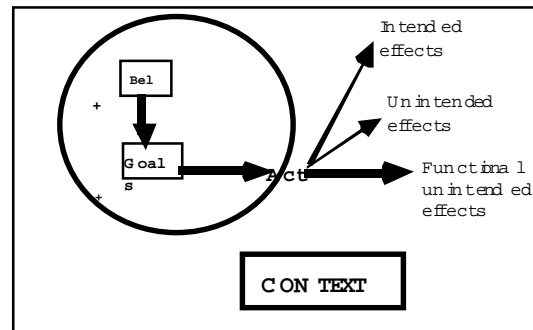 Intended
effects
Bel
+
Unintended
effects
Goal
s
Act
Functional
unintended
effects
+
CONTEXT